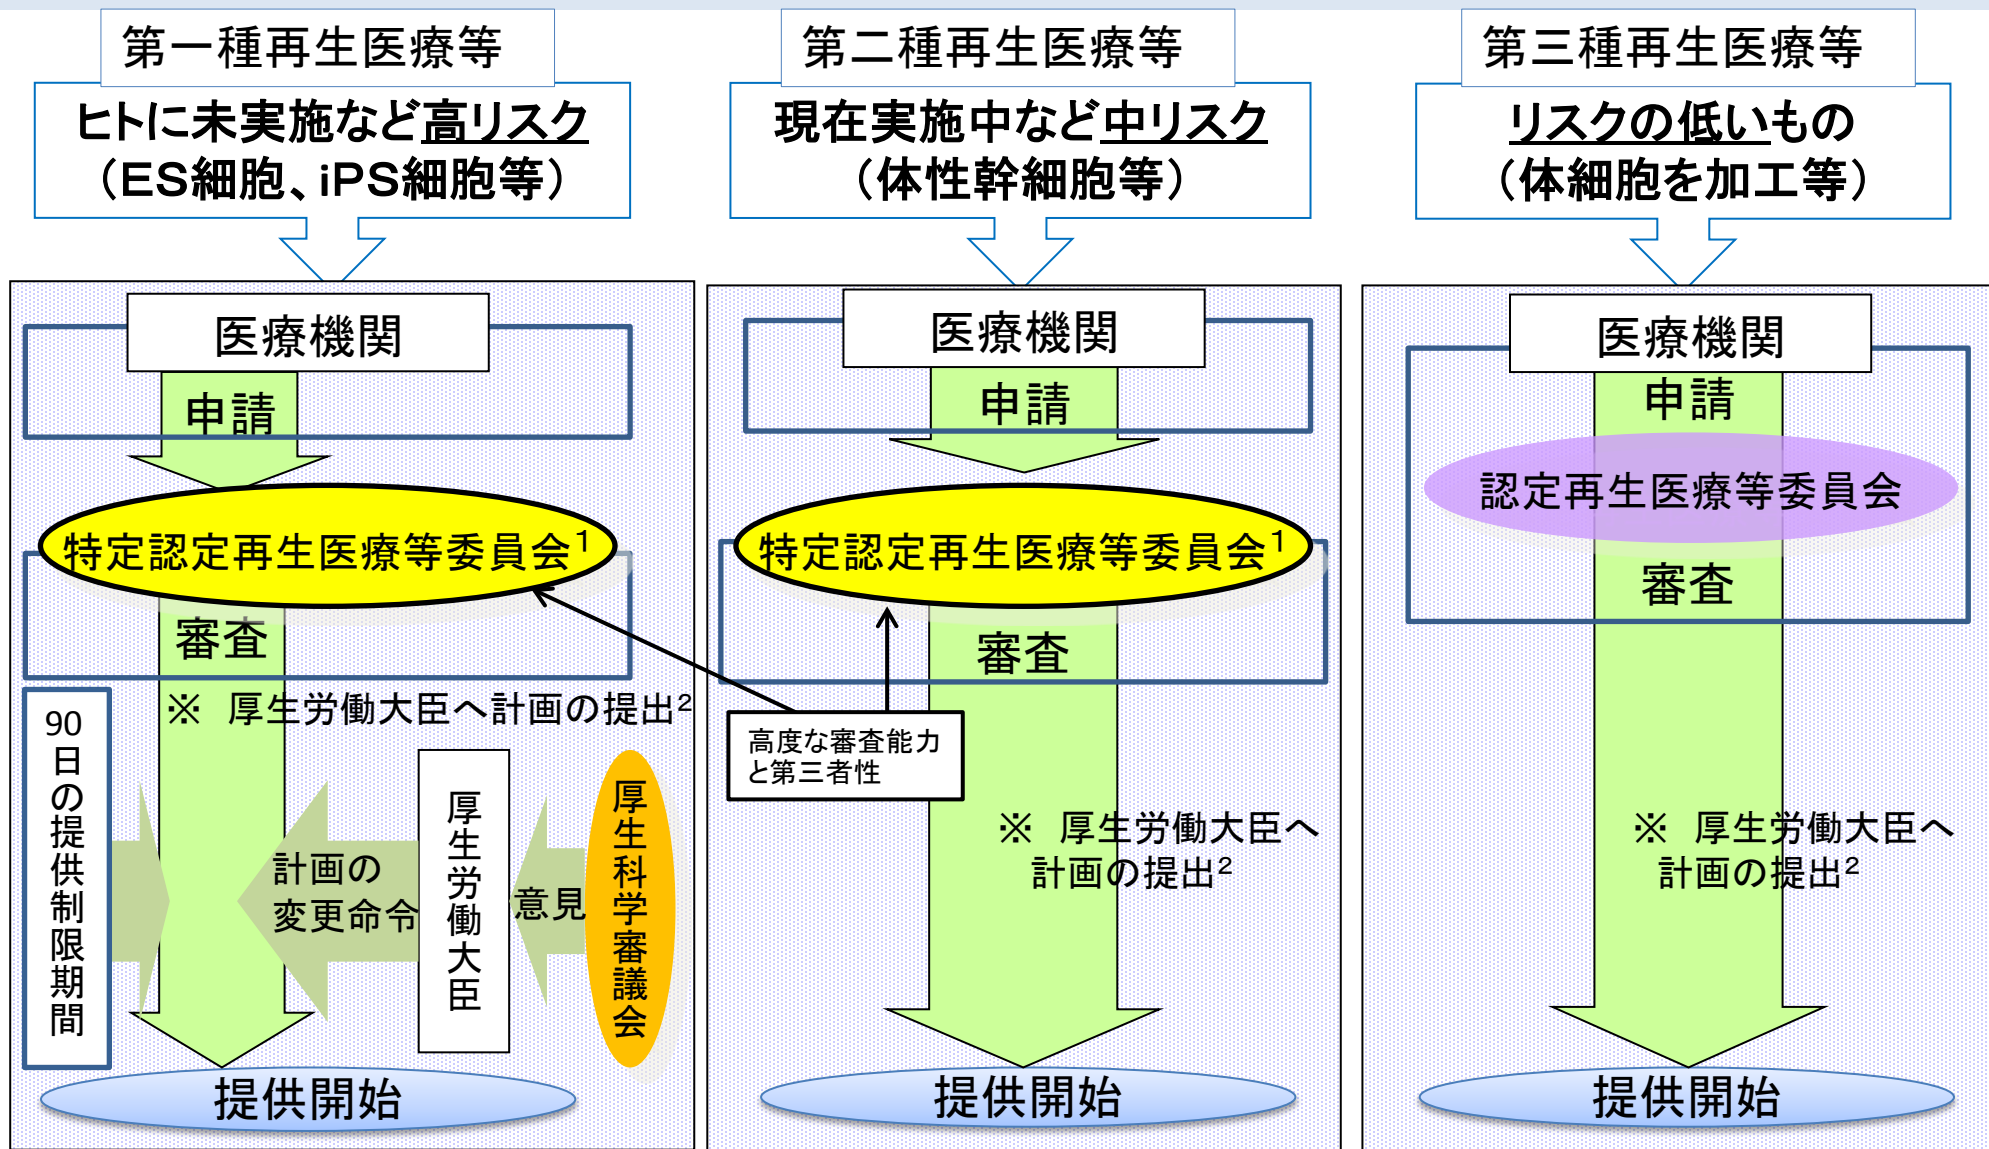 第一種再生医療等
ヒトに未実施など高リスク
（ES細胞、iPS細胞等）
医療機関
申請
特定認定再生医療等委員会1
審査
※　厚生労働大臣へ計画の提出2
90日の提供制限期間
計画の
変更命令
厚生労働大臣
意見
厚生科学審議会
提供開始
第二種再生医療等
現在実施中など中リスク
（体性幹細胞等）
医療機関
申請
特定認定再生医療等委員会1
審査
高度な審査能力
と第三者性
※　厚生労働大臣へ
計画の提出2
提供開始
第三種再生医療等
リスクの低いもの
（体細胞を加工等）
医療機関
申請
認定再生医療等委員会
審査
※　厚生労働大臣へ
計画の提出2
提供開始